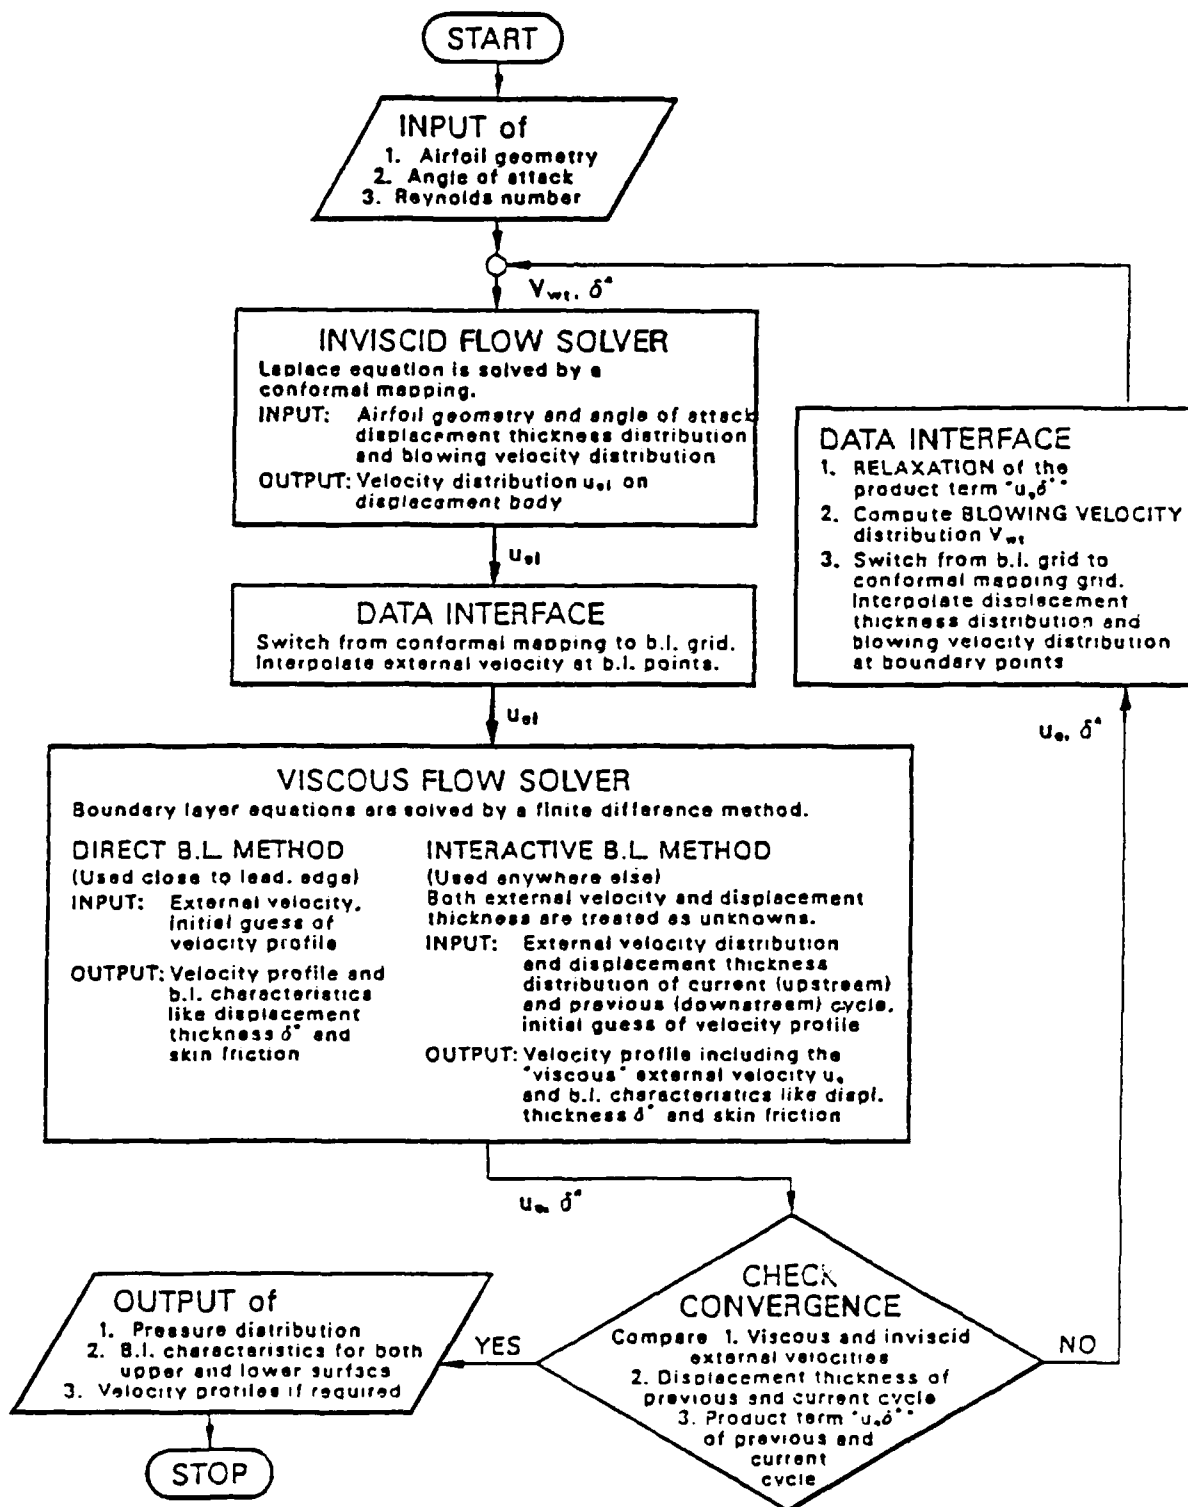 START
INPUT of
1. Airfoil geometry
2. Angle of attack
3. Reynolds number
V_wt, δ*
INVISCID FLOW SOLVER
Laplace equation is solved by a
conformal mapping.
INPUT: Airfoil geometry and angle of attack
displacement thickness distribution
and blowing velocity distribution
OUTPUT: Velocity distribution u_eI on
displacement body
u_eI
DATA INTERFACE
Switch from conformal mapping to b.l. grid.
Interpolate external velocity at b.l. points.
u_eI
VISCOUS FLOW SOLVER
Boundary layer equations are solved by a finite difference method.
DIRECT B.L. METHOD
(Used close to lead. edge)
INPUT: External velocity,
initial guess of
velocity profile
OUTPUT: Velocity profile and
b.l. characteristics
like displacement
thickness δ* and
skin friction
INTERACTIVE B.L. METHOD
(Used anywhere else)
Both external velocity and displacement
thickness are treated as unknowns.
INPUT: External velocity distribution
and displacement thickness
distribution of current (upstream)
and previous (downstream) cycle,
initial guess of velocity profile
OUTPUT: Velocity profile including the
"viscous" external velocity u_e
and b.l. characteristics like displ.
thickness δ* and skin friction
u_e, δ*
CHECK
CONVERGENCE
Compare 1. Viscous and inviscid
external velocities
2. Displacement thickness of
previous and current cycle
3. Product term "u_eδ*"
of previous and
current
cycle
YES
NO
OUTPUT of
1. Pressure distribution
2. B.l. characteristics for both
upper and lower surface
3. Velocity profiles if required
STOP
u_e, δ*
DATA INTERFACE
1. RELAXATION of the
product term "u_eδ*"
2. Compute BLOWING VELOCITY
distribution V_wt
3. Switch from b.l. grid to
conformal mapping grid.
Interpolate displacement
thickness distribution and
blowing velocity distribution
at boundary points